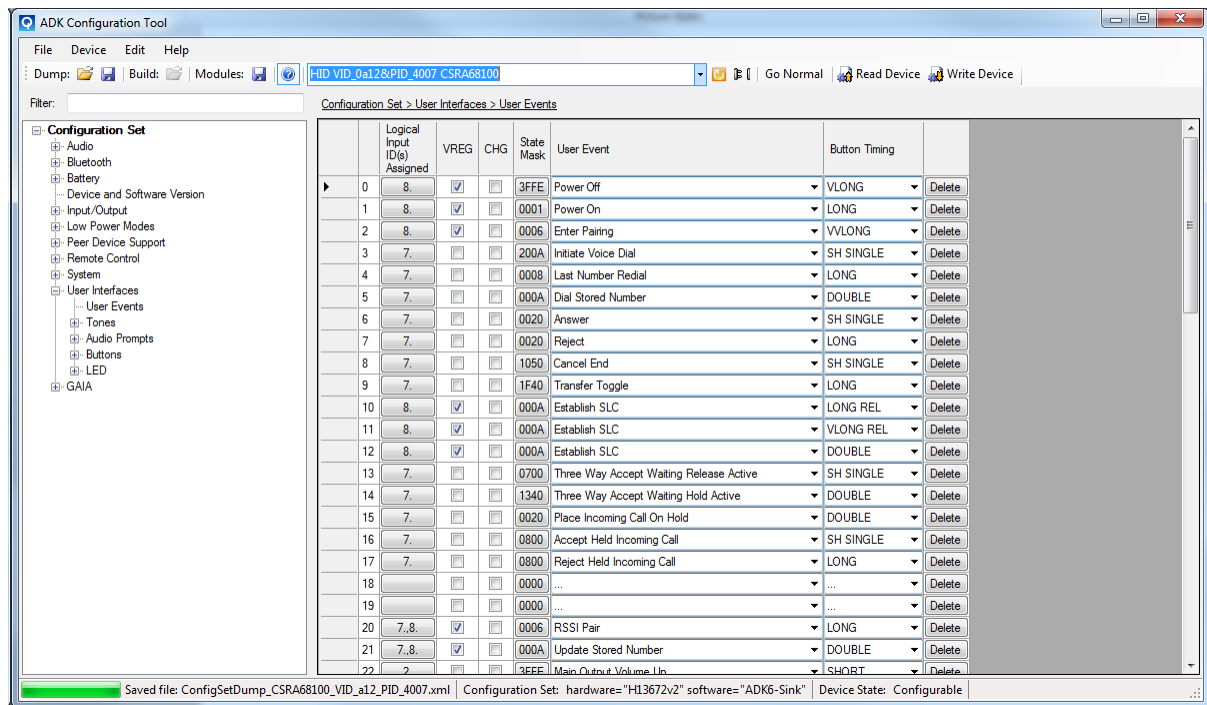 ADK Configuration Tool
File Device Edit Help
Dump: Build: Modules: HID VID_0a12&PID_4007 CSRA68100 Go Normal Read Device Write Device
Filter:
Configuration Set > User Interfaces > User Events
Configuration Set
Audio
Bluetooth
Battery
Device and Software Version
Input/Output
Low Power Modes
Peer Device Support
Remote Control
System
User Interfaces
User Events
Tones
Audio Prompts
Buttons
LED
GAIA
Logical Input ID(s) Assigned VREG CHG State Mask User Event Button Timing
0 8. 3FFE Power Off VLONG Delete
1 8. 0001 Power On LONG Delete
2 8. 0006 Enter Pairing VVLONG Delete
3 7. 200A Initiate Voice Dial SH SINGLE Delete
4 7. 0008 Last Number Redial LONG Delete
5 7. 000A Dial Stored Number DOUBLE Delete
6 7. 0020 Answer SH SINGLE Delete
7 7. 0020 Reject LONG Delete
8 7. 1050 Cancel End SH SINGLE Delete
9 7. 1F40 Transfer Toggle LONG Delete
10 8. 000A Establish SLC LONG REL Delete
11 8. 000A Establish SLC VLONG REL Delete
12 8. 000A Establish SLC DOUBLE Delete
13 7. 0700 Three Way Accept Waiting Release Active SH SINGLE Delete
14 7. 1340 Three Way Accept Waiting Hold Active DOUBLE Delete
15 7. 0020 Place Incoming Call On Hold DOUBLE Delete
16 7. 0800 Accept Held Incoming Call SH SINGLE Delete
17 7. 0800 Reject Held Incoming Call LONG Delete
18 0000 ... ... Delete
19 0000 ... ... Delete
20 7.,8. 0006 RSSI Pair LONG Delete
21 7.,8. 000A Update Stored Number DOUBLE Delete
22 2 3FFE Main Output Volume Up SHORT Delete
Saved file: ConfigSetDump_CSRA68100_VID_a12_PID_4007.xml Configuration Set: hardware="H13672v2" software="ADK6-Sink" Device State: Configurable